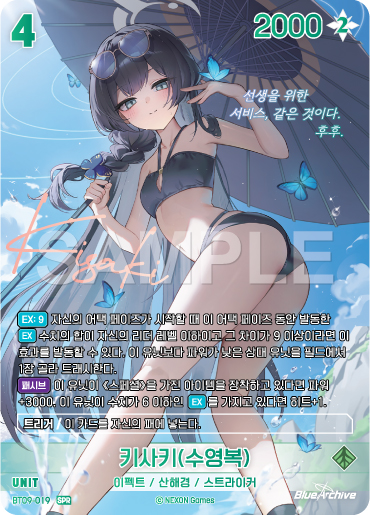 4
2000 2
선생을 위한
서비스, 같은 것이다.
후후.
Kisaki
SAMPLE
EX: 9 자신의 어택 페이즈가 시작할 때 이 어택 페이즈 동안 발동한
EX 수치의 합이 자신의 리더 레벨 이하이고 그 차이가 9 이상이라면 이
효과를 발동할 수 있다. 이 유닛보다 파워가 낮은 상대 유닛을 필드에서
1장 골라 트래시한다.
패시브 이 유닛이 <스페셜>을 가진 아이템을 장착하고 있다면 파워
+3000, 이 유닛이 수치가 6 이하인 EX를 가지고 있다면 히트+1.
트리거 / 이 카드를 자신의 패에 넣는다.
키사키(수영복)
UNIT
이펙트 / 산해경 / 스트라이커
BT09-019 SPR
© NEXON Games
BlueArchive